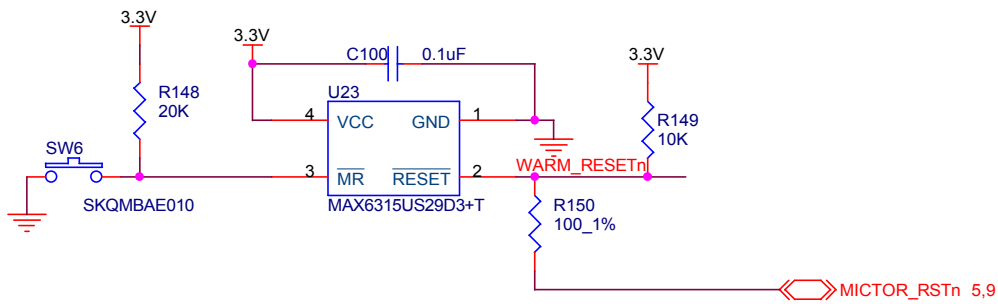 3.3V
3.3V
C100 0.1uF
3.3V
R148
20K
U23
4 VCC GND 1
R149
10K
SW6
WARM_RESETn
3 MR RESET 2
SKQMBAE010
MAX6315US29D3+T
R150
100_1%
MICTOR_RSTn 5,9